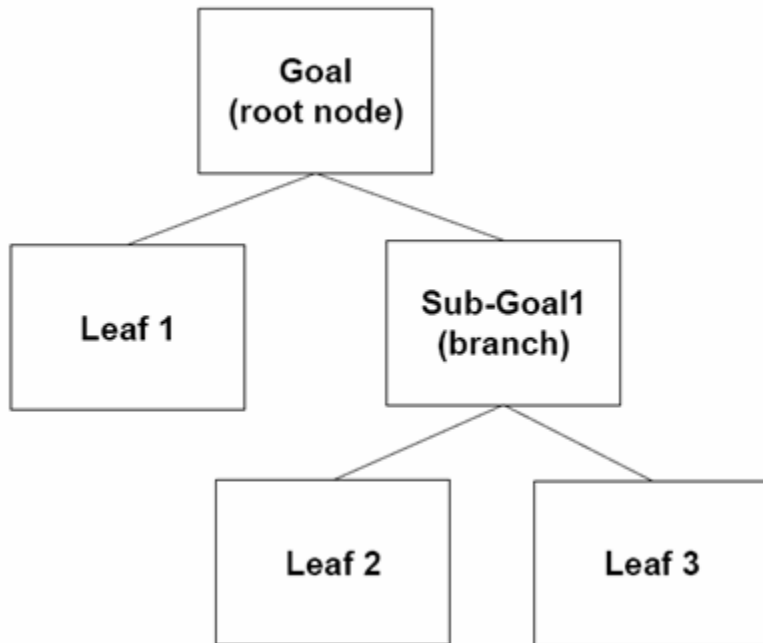 Goal
(root node)
Leaf 1
Sub-Goal1
(branch)
Leaf 2
Leaf 3